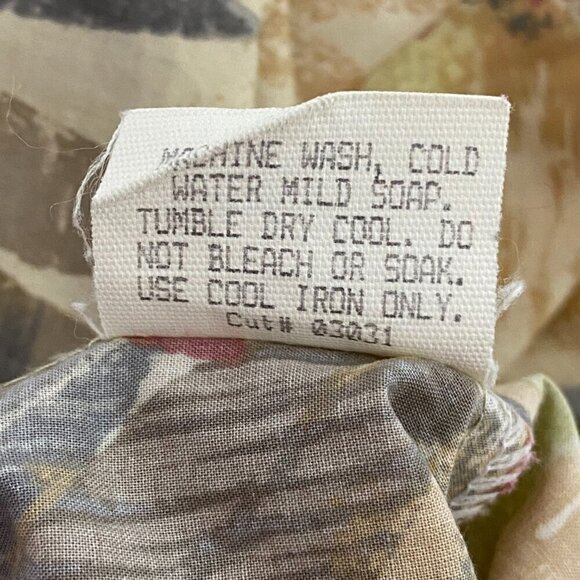 MACHINE WASH, COLD
WATER MILD SOAP.
TUMBLE DRY COOL. DO
NOT BLEACH OR SOAK.
USE COOL IRON ONLY.
Cut# 03031